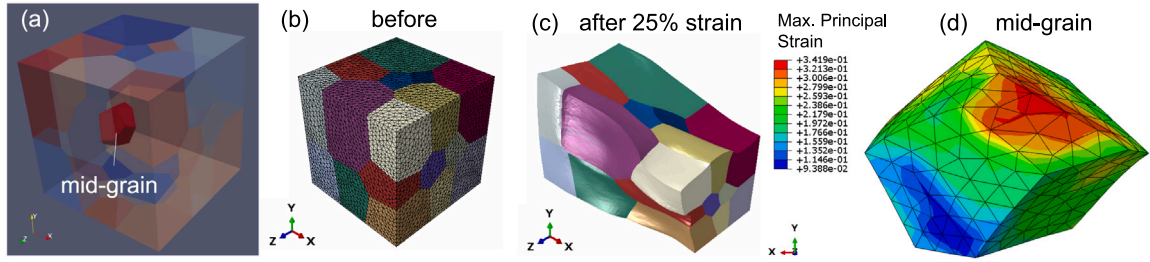 (a)
mid-grain
Y
Z
X
(b) before
Y
Z
X
(c) after 25% strain
Y
Z
X
Max. Principal
Strain
+3.419e-01
+3.213e-01
+3.006e-01
+2.799e-01
+2.593e-01
+2.386e-01
+2.179e-01
+1.972e-01
+1.766e-01
+1.559e-01
+1.352e-01
+1.146e-01
+9.388e-02
X
Y
Z
(d) mid-grain